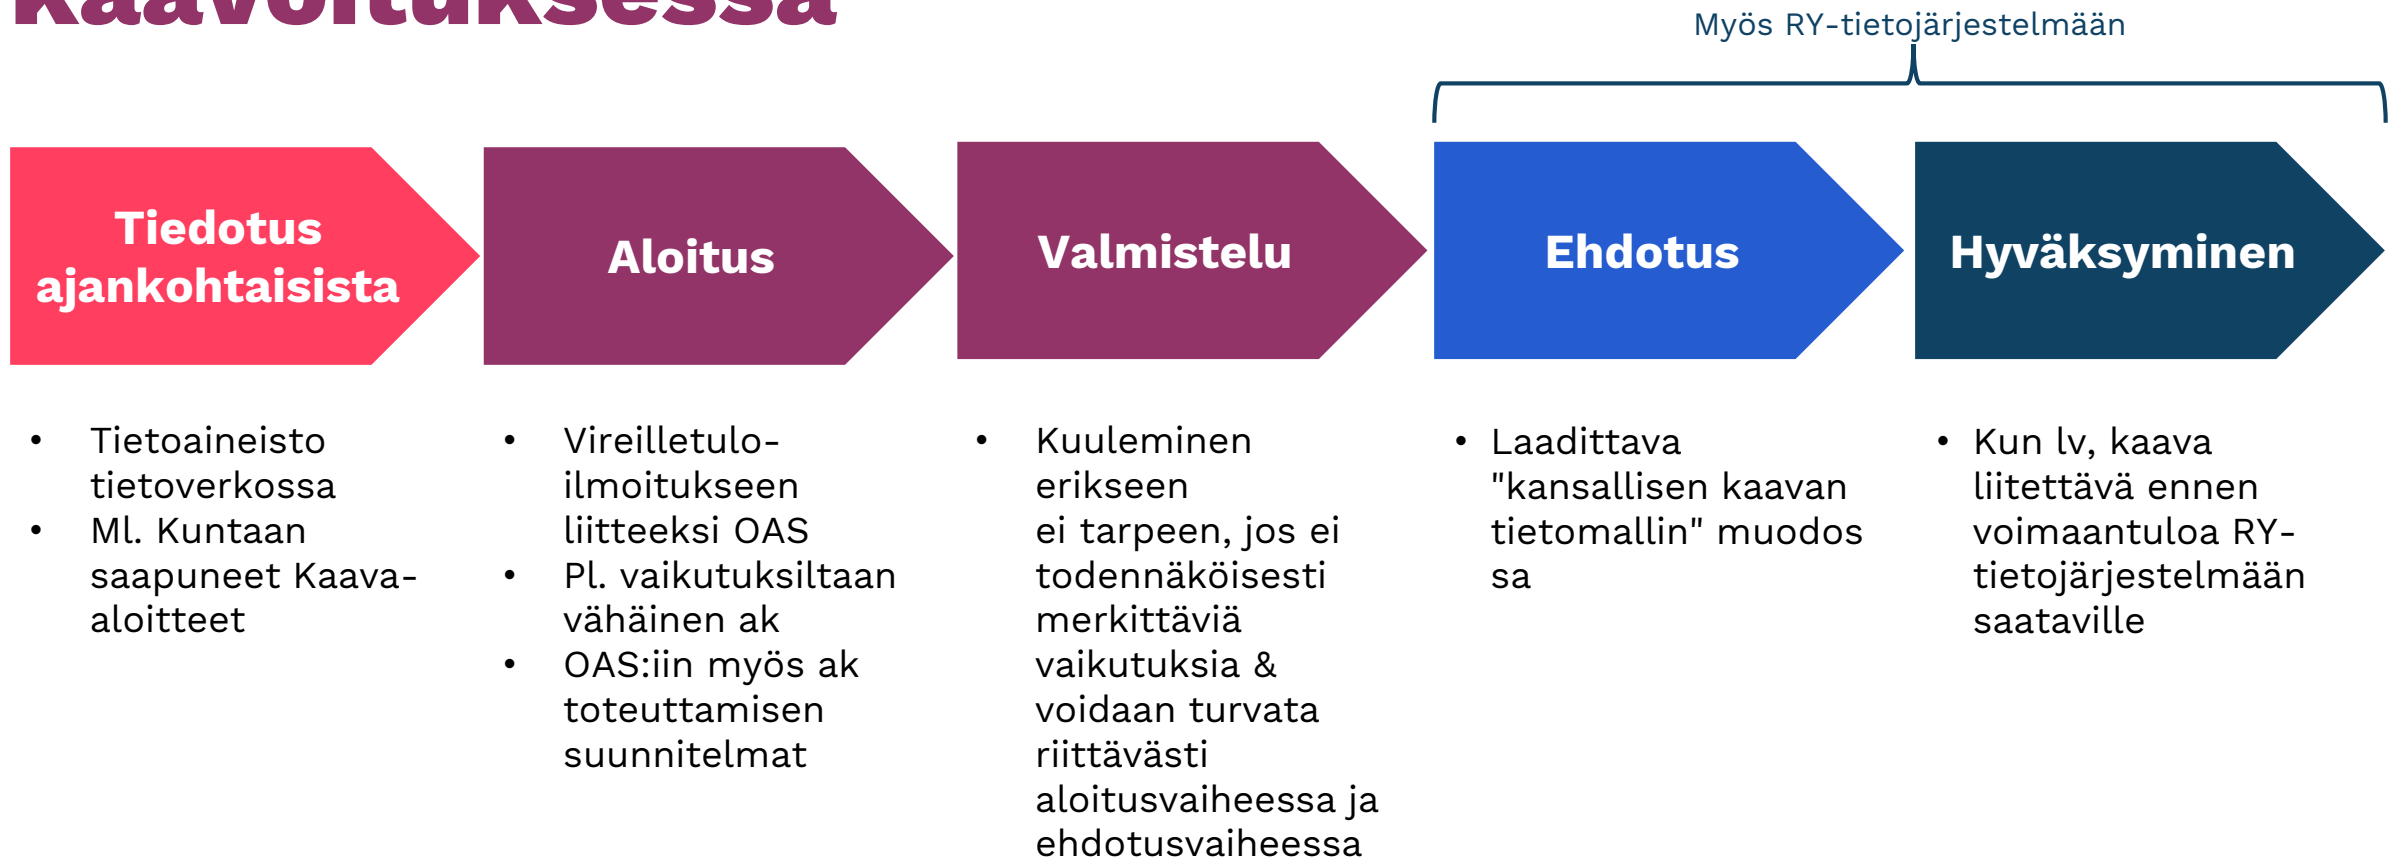 kaavoituksessa
Myös RY-tietojärjestelmään
Tiedotus
ajankohtaisista
Aloitus
Valmistelu
Ehdotus
Hyväksyminen
• Tietoaineisto
tietoverkossa
• Ml. Kuntaan
saapuneet Kaava-
aloitteet
• Vireilletulo-
ilmoitukseen
liitteeksi OAS
• Pl. vaikutuksiltaan
vähäinen ak
• OAS:iin myös ak
toteuttamisen
suunnitelmat
• Kuuleminen
erikseen
ei tarpeen, jos ei
todennäköisesti
merkittäviä
vaikutuksia &
voidaan turvata
riittävästi
aloitusvaiheessa ja
ehdotusvaiheessa
• Laadittava
"kansallisen kaavan
tietomallin" muodos
sa
• Kun lv, kaava
liitettävä ennen
voimaantuloa RY-
tietojärjestelmään
saataville